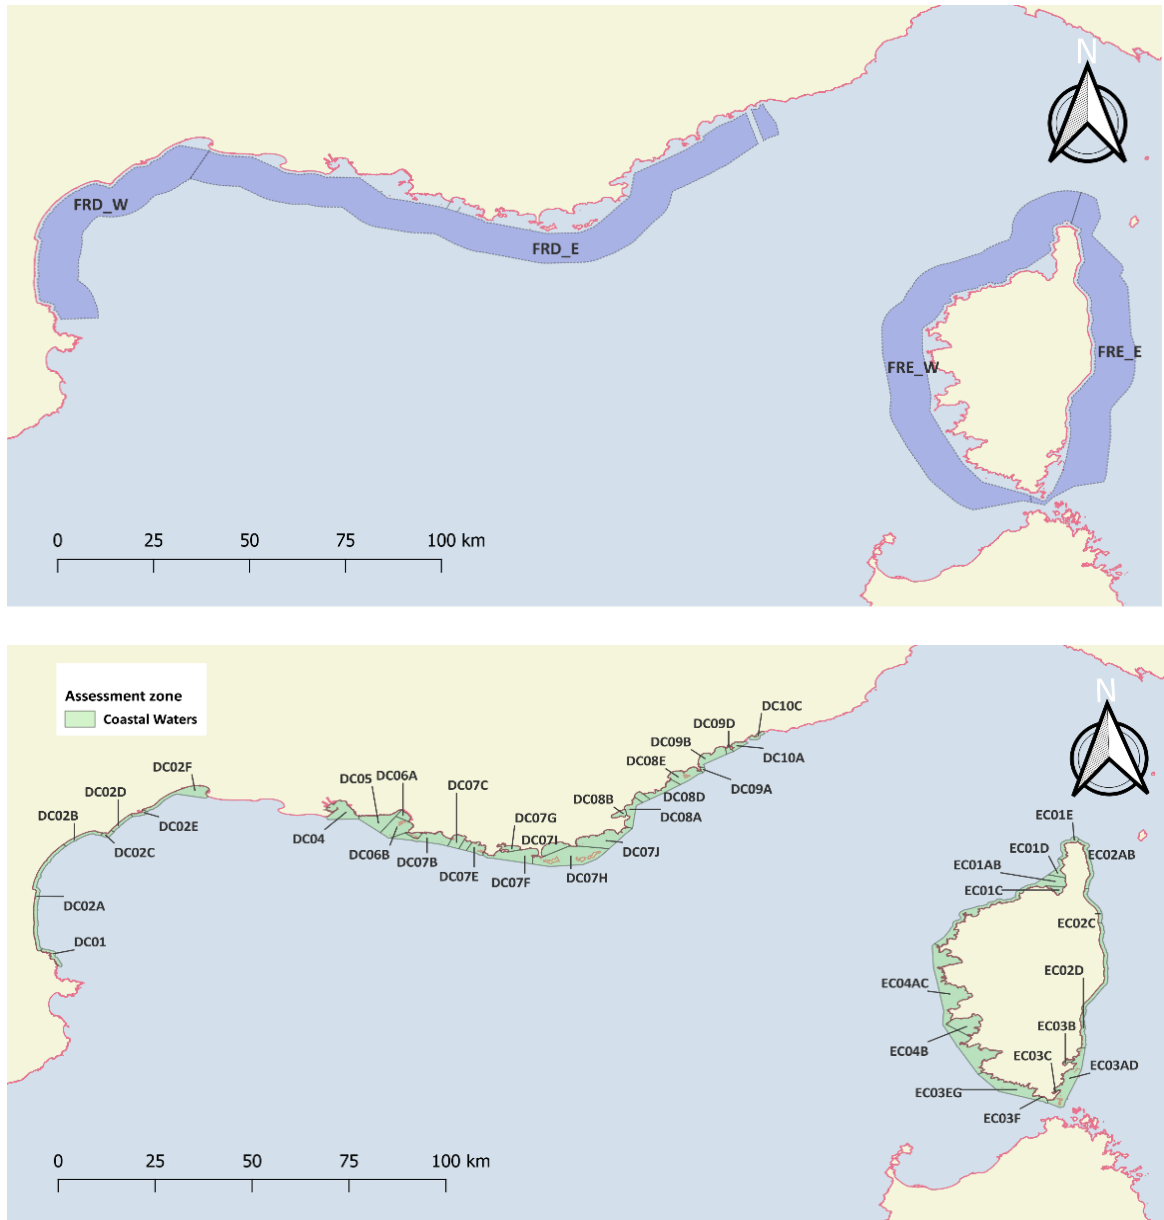 N
FRD_W
FRD_E
FRE_W
FRE_E
0 25 50 75 100 km
Assessment zone
Coastal Waters
N
DC10C
DC09D
DC09B
DC10A
DC08E
DC09A
DC08D
DC08B
DC08A
DC02F
DC02D
DC02B
DC02E
DC02C
DC05
DC06A
DC07C
DC07G
DC07I
DC04
DC06B
DC07B
DC07E
DC07F
DC07H
DC07J
DC02A
DC01
EC01E
EC01D
EC02AB
EC01AB
EC01C
EC02C
EC02D
EC04AC
EC03B
EC04B
EC03C
EC03AD
EC03EG
EC03F
0 25 50 75 100 km